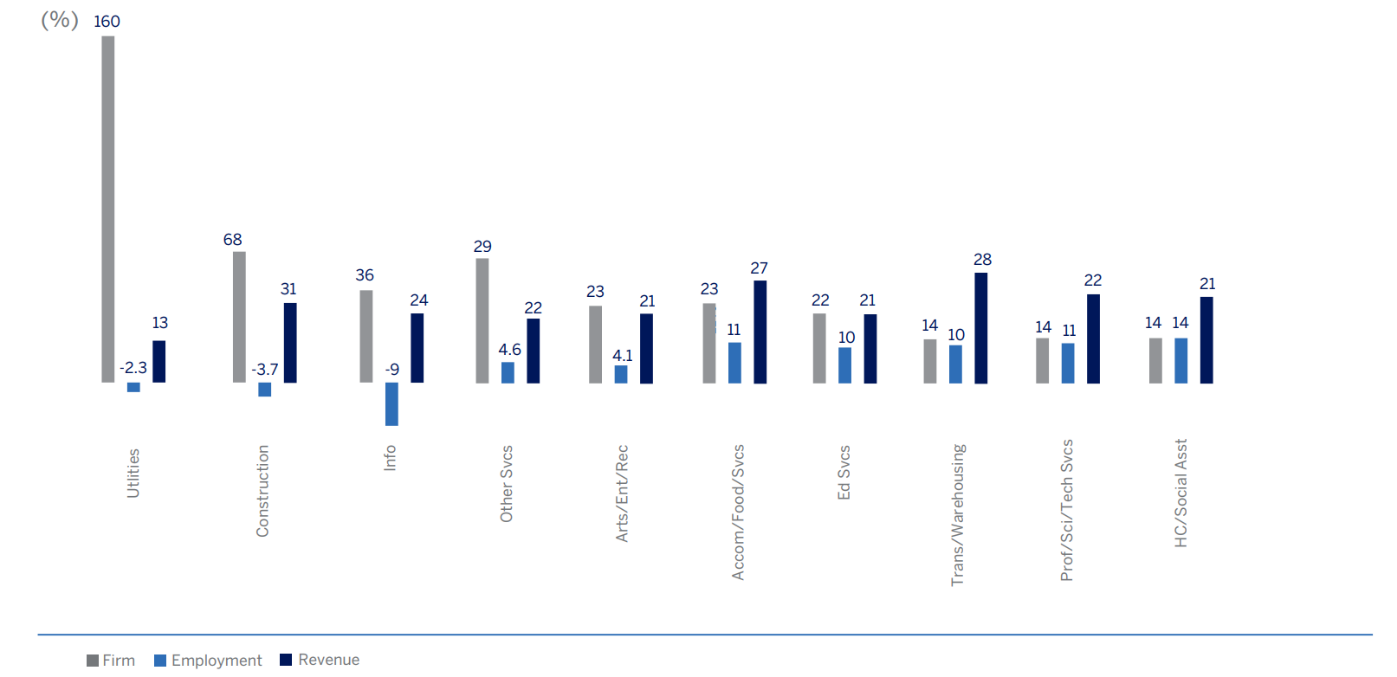 (%)
160
-2.3
13
68
-3.7
31
36
-9
24
29
4.6
22
23
4.1
21
23
11
27
22
10
21
14
10
28
14
11
22
14
14
21
Utlities
Construction
Info
Other Svcs
Arts/Ent/Rec
Accom/Food/Svcs
Ed Svcs
Trans/Warehousing
Prof/Sci/Tech Svcs
HC/Social Asst
Firm
Employment
Revenue